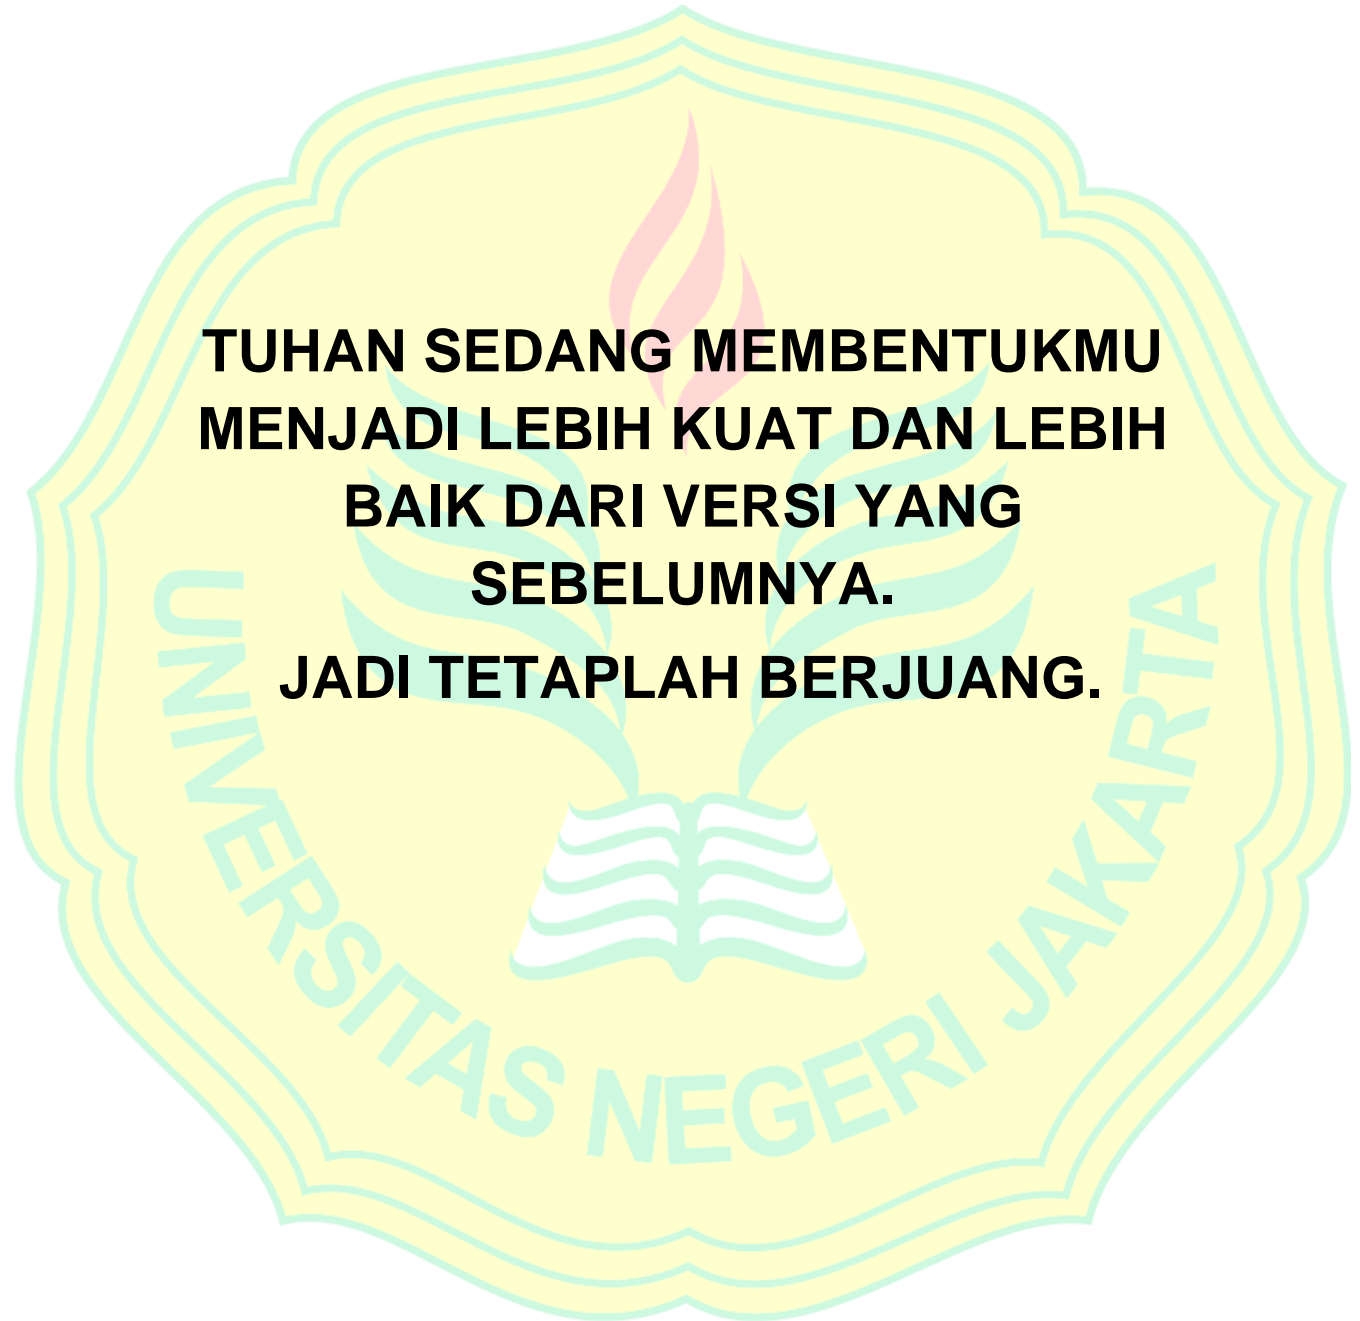 TUHAN SEDANG MEMBENTUKMU
MENJADI LEBIH KUAT DAN LEBIH
BAIK DARI VERSI YANG
SEBELUMNYA.
JADI TETAPLAH BERJUANG.
UNIVERSITAS NEGERI JAKARTA